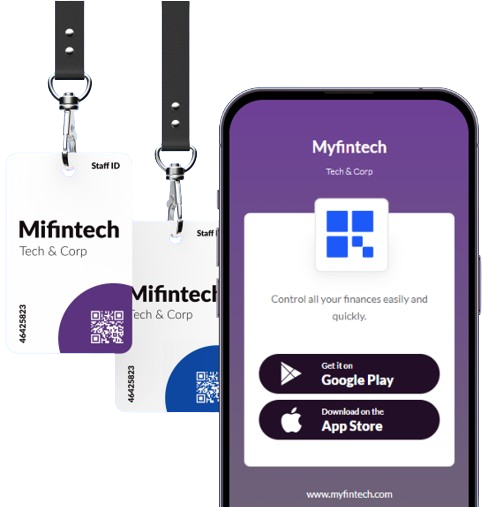 Staff ID
Mifintech
Tech & Corp
46425823
Staff I
Mifintech
Tech & Corp
46425823
Myfintech
Tech & Corp
Control all your finances easily and
quickly.
Get it on
Google Play
Download on the
App Store
www.myfintech.com